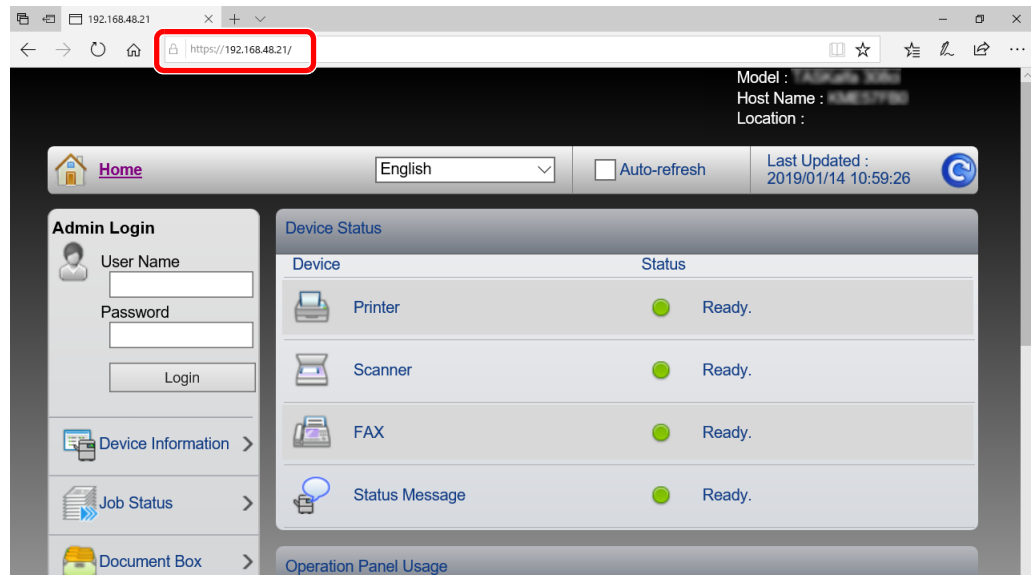 192.168.48.21
https://192.168.48.21/
Model :
Host Name :
Location :
Home
English
Auto-refresh
Last Updated :
2019/01/14 10:59:26
Admin Login
User Name
Password
Login
Device Information
Job Status
Document Box
Device Status
Device Status
Printer Ready.
Scanner Ready.
FAX Ready.
Status Message Ready.
Operation Panel Usage